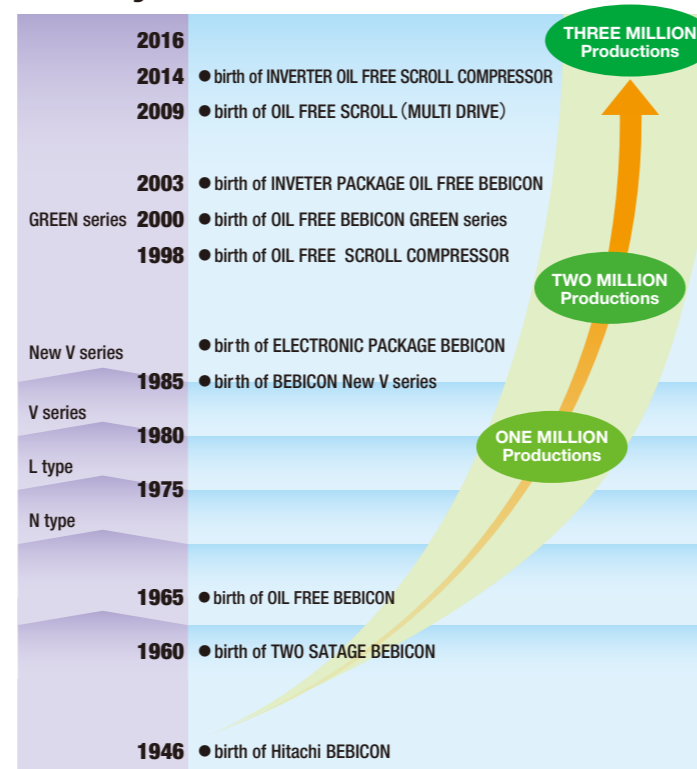 THREE MILLION
Productions
2016
2014 ● birth of INVERTER OIL FREE SCROLL COMPRESSOR
2009 ● birth of OIL FREE SCROLL (MULTI DRIVE)
2003 ● birth of INVETER PACKAGE OIL FREE BEBICON
GREEN series 2000 ● birth of OIL FREE BEBICON GREEN series
1998 ● birth of OIL FREE SCROLL COMPRESSOR
TWO MILLION
Productions
● birth of ELECTRONIC PACKAGE BEBICON
New V series
1985 ● birth of BEBICON New V series
V series
1980
ONE MILLION
Productions
L type
1975
N type
1965 ● birth of OIL FREE BEBICON
1960 ● birth of TWO SATAGE BEBICON
1946 ● birth of Hitachi BEBICON